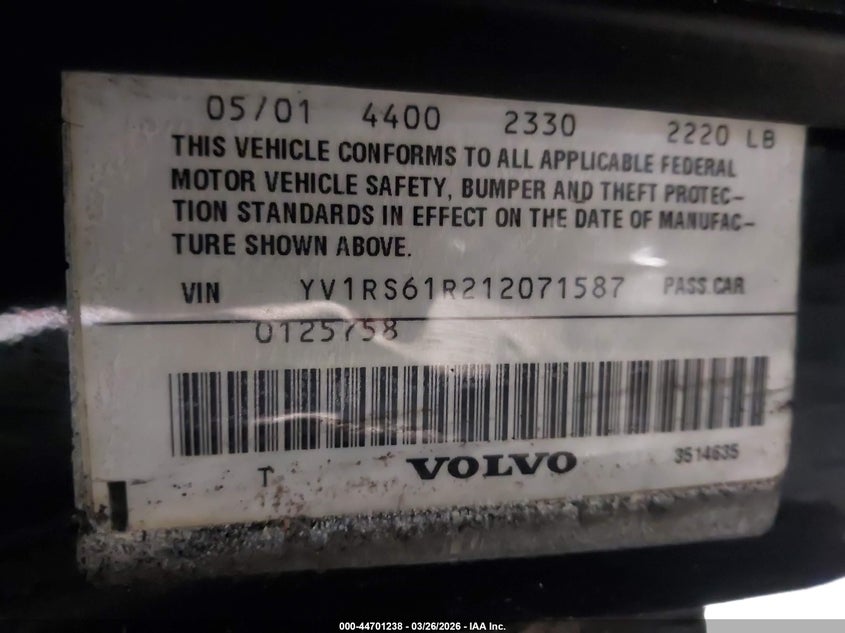 05/01 4400 2330 2220 LB
THIS VEHICLE CONFORMS TO ALL APPLICABLE FEDERAL
MOTOR VEHICLE SAFETY, BUMPER AND THEFT PROTEC-
TION STANDARDS IN EFFECT ON THE DATE OF MANUFAC-
TURE SHOWN ABOVE.
VIN YV1RS61R212071587 PASS.CAR
0125758
T VOLVO 3514635
000-44701238 - 03/26/2026 - IAA Inc.